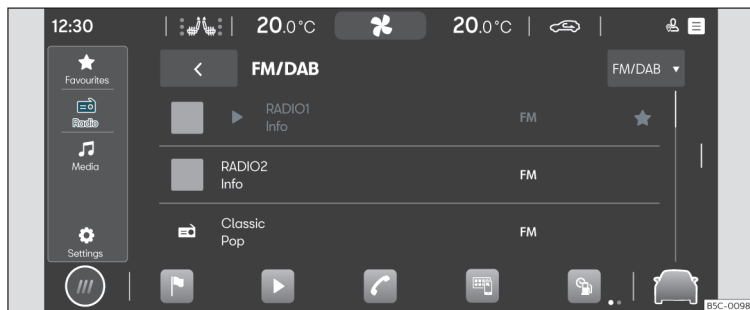 12:30
20.0°C
20.0°C
Favourites
Radio
Media
Settings
FM/DAB
FM/DAB
RADIO1
Info
FM
RADIO2
Info
FM
Classic
Pop
FM
B5C-0098